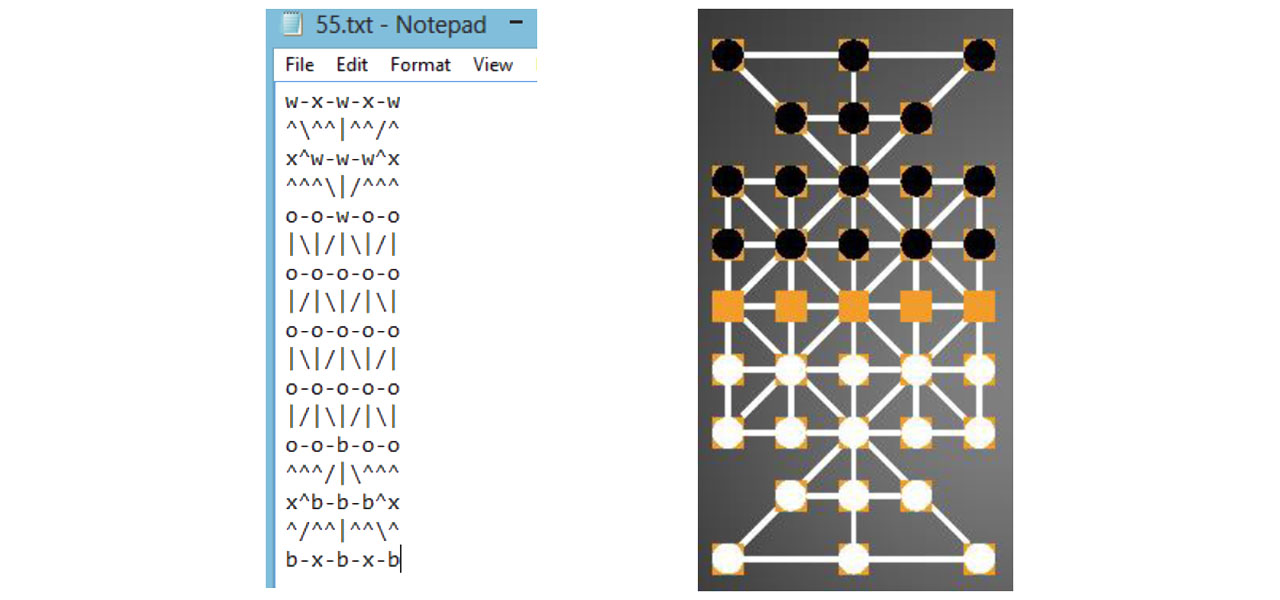 55.txt - Notepad
File Edit Format View
w-x-w-x-w
^\^^|^^/^
x^w-w-w^x
^^^\|/^^^
o-o-w-o-o
|\|/|\|/|
o-o-o-o-o
|/|\|/|\|
o-o-o-o-o
|\|/|\|/|
o-o-o-o-o
|/|\|/|\|
o-o-b-o-o
^^^/|\^^^
x^b-b-b^x
^/^^|^^\^
b-x-b-x-b